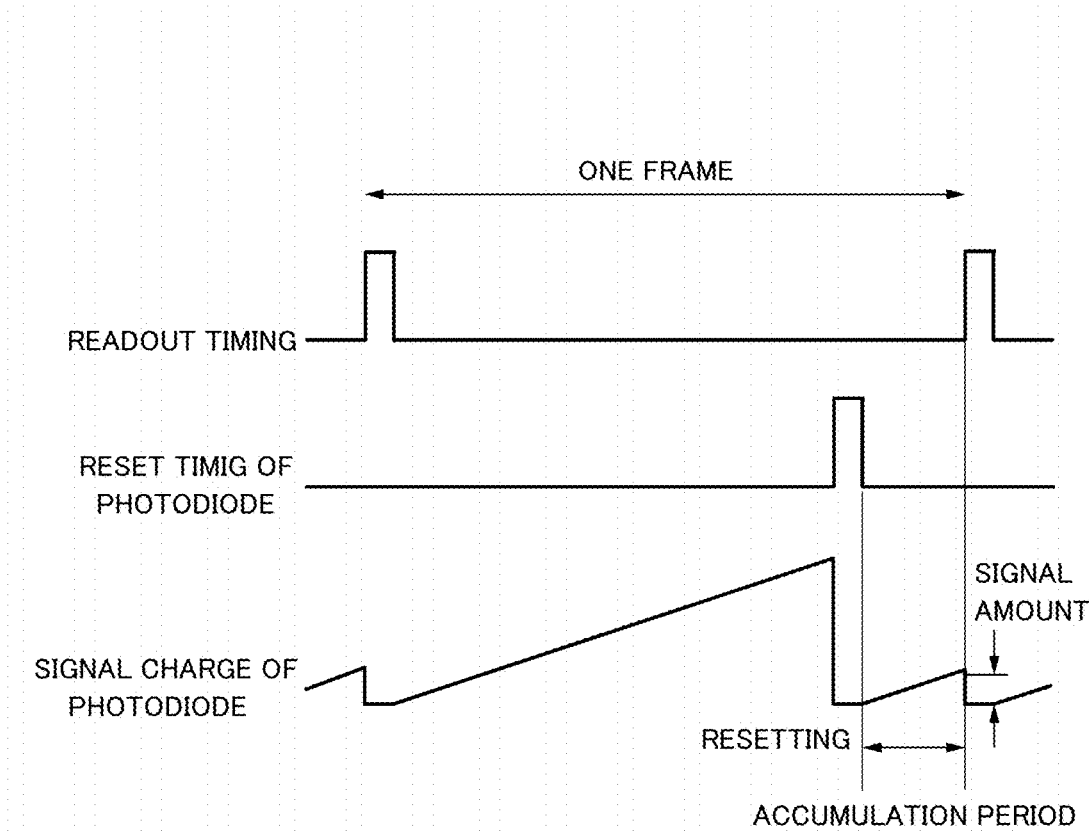 ONE FRAME
READOUT TIMING
RESET TIMIG OF
PHOTODIODE
SIGNAL
AMOUNT
SIGNAL CHARGE OF
PHOTODIODE
RESETTING
ACCUMULATION PERIOD